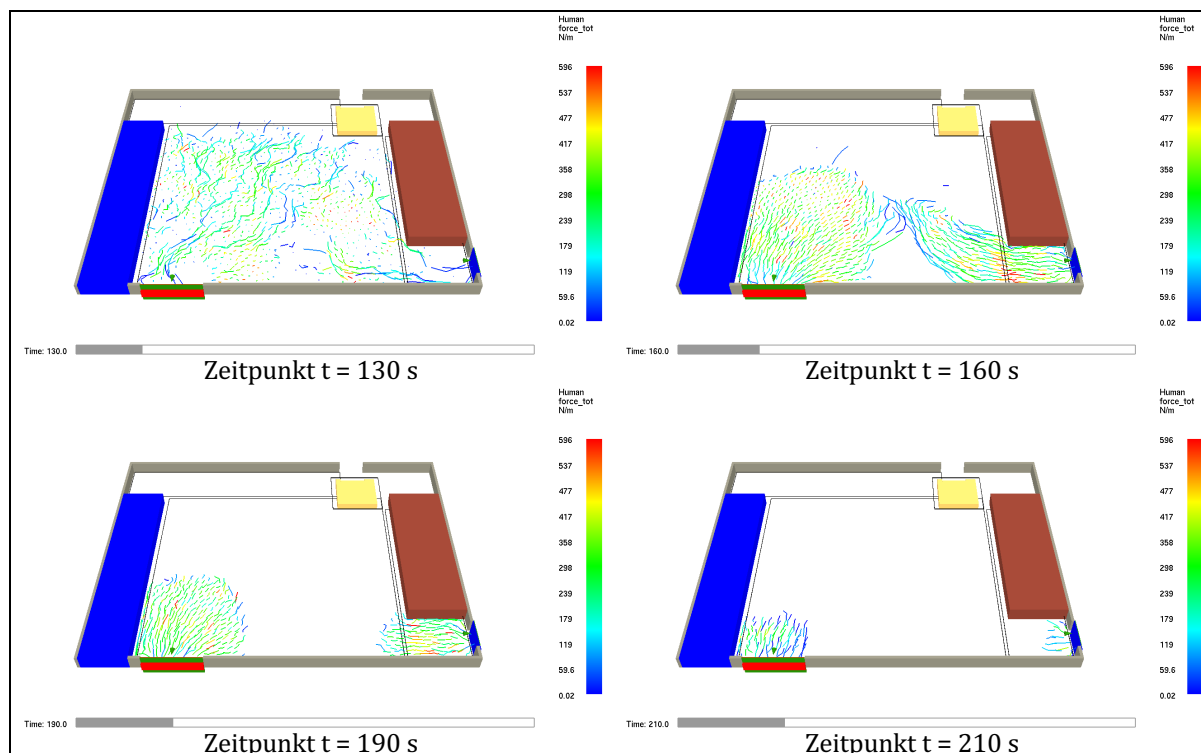 Human
force_tot
N/m
596
537
477
417
358
298
239
179
119
59.6
0.02
Time: 130.0
Zeitpunkt t = 130 s
Human
force_tot
N/m
596
537
477
417
358
298
239
179
119
59.6
0.02
Time: 160.0
Zeitpunkt t = 160 s
Human
force_tot
N/m
596
537
477
417
358
298
239
179
119
59.6
0.02
Time: 190.0
Zeitpunkt t = 190 s
Human
force_tot
N/m
596
537
477
417
358
298
239
179
119
59.6
0.02
Time: 210.0
Zeitpunkt t = 210 s